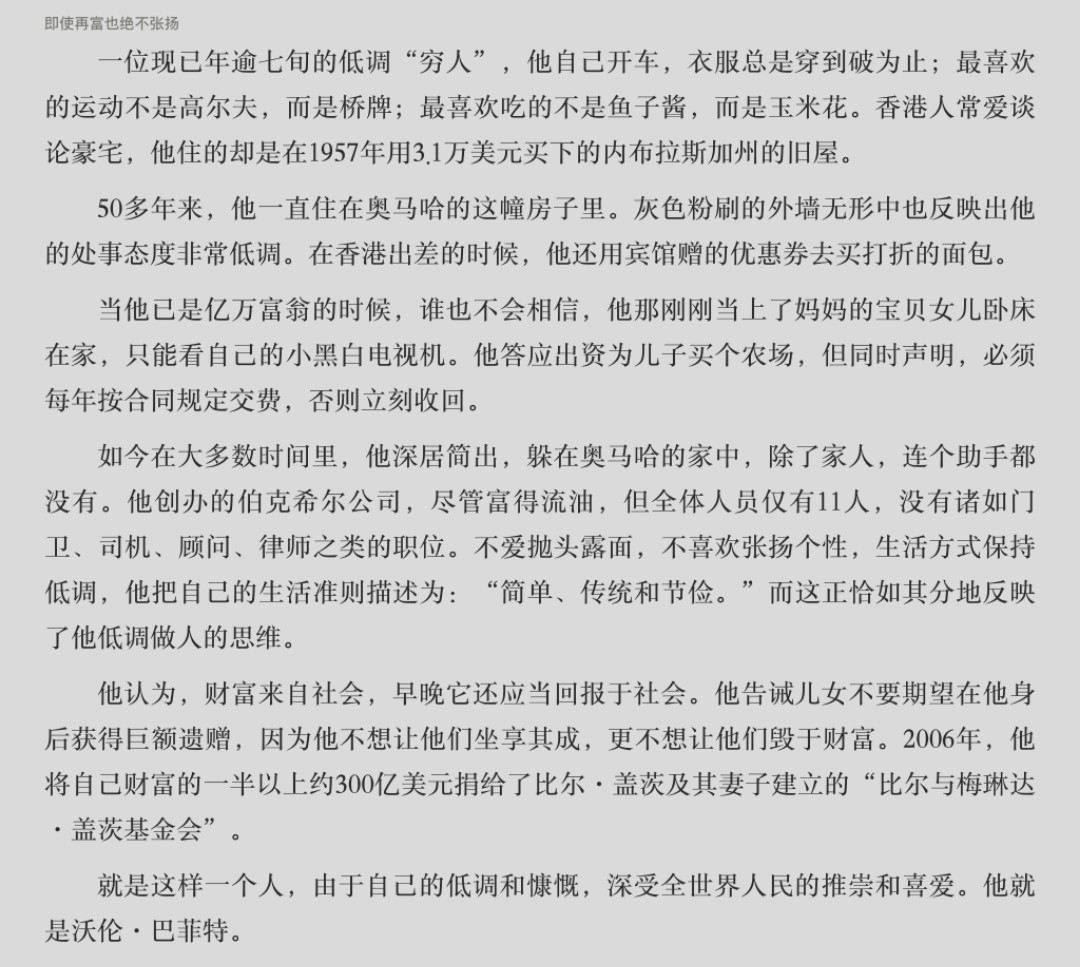 即使再富也绝不张扬
一位现已年逾七旬的低调“穷人”，他自己开车，衣服总是穿到破为止；最喜欢
的运动不是高尔夫，而是桥牌；最喜欢吃的不是鱼子酱，而是玉米花。香港人常爱谈
论豪宅，他住的却是在1957年用3.1万美元买下的内布拉斯加州的旧屋。
50多年来，他一直住在奥马哈的这幢房子里。灰色粉刷的外墙无形中也反映出他
的处事态度非常低调。在香港出差的时候，他还用宾馆赠的优惠券去买打折的面包。
当他已是亿万富翁的时候，谁也不会相信，他那刚刚当上了妈妈的宝贝女儿卧床
在家，只能看自己的小黑白电视机。他答应出资为儿子买个农场，但同时声明，必须
每年按合同规定交费，否则立刻收回。
如今在大多数时间里，他深居简出，躲在奥马哈的家中，除了家人，连个助手都
没有。他创办的伯克希尔公司，尽管富得流油，但全体人员仅有11人，没有诸如门
卫、司机、顾问、律师之类的职位。不爱抛头露面，不喜欢张扬个性，生活方式保持
低调，他把自己的生活准则描述为：“简单、传统和节俭。”而这正恰如其分地反映
了他低调做人的思维。
他认为，财富来自社会，早晚它还应当回报于社会。他告诫儿女不要期望在他身
后获得巨额遗赠，因为他不想让他们坐享其成，更不想让他们毁于财富。2006年，他
将自己财富的一半以上约300亿美元捐给了比尔·盖茨及其妻子建立的“比尔与梅琳达
·盖茨基金会”。
就是这样一个人，由于自己的低调和慷慨，深受全世界人民的推崇和喜爱。他就
是沃伦·巴菲特。